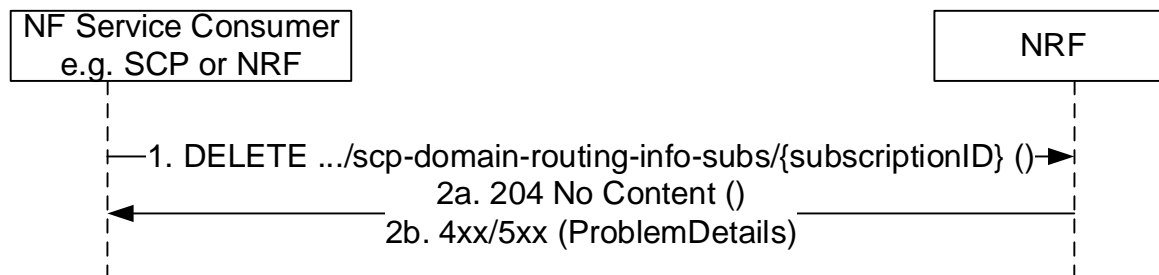 NF Service Consumer
e.g. SCP or NRF
NRF
1. DELETE .../scp-domain-routing-info-subs/{subscriptionID} ()
2a. 204 No Content ()
2b. 4xx/5xx (ProblemDetails)